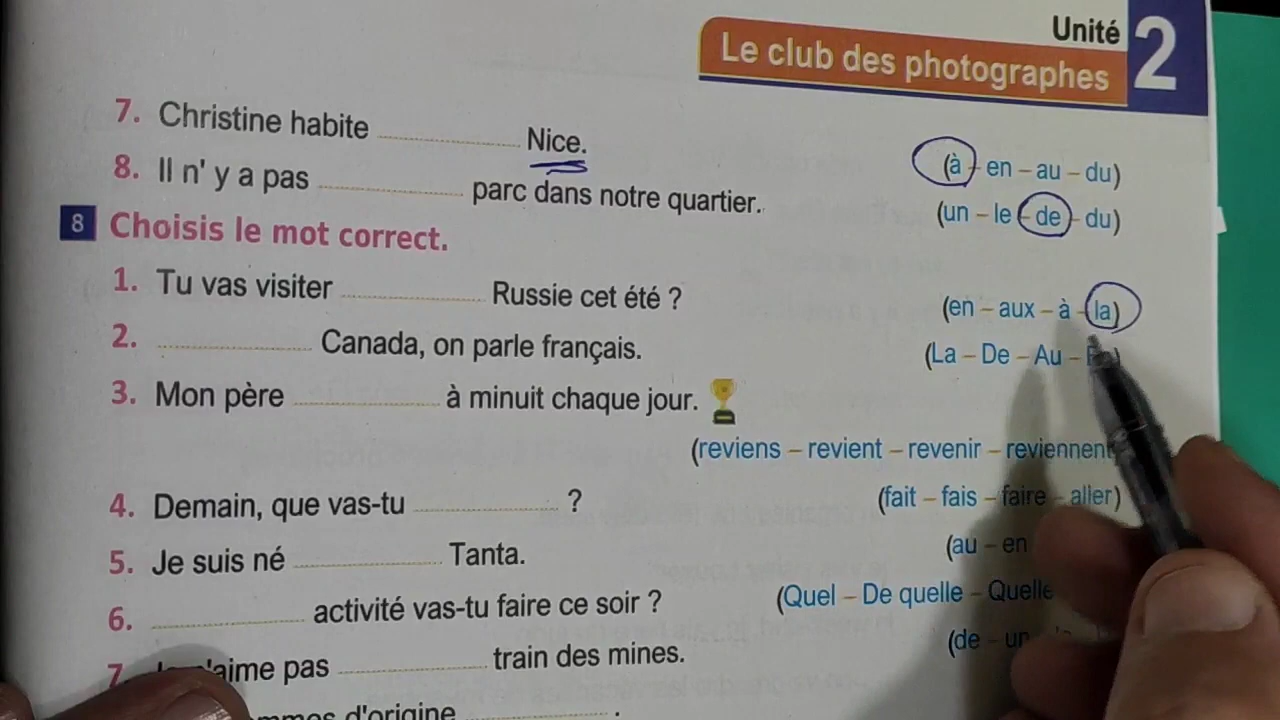 Unité 2
Le club des photographes
7. Christine habite .................... Nice. (à – en – au – du)
8. Il n' y a pas .................... parc dans notre quartier. (un – le – de – du)
8 Choisis le mot correct.
1. Tu vas visiter .................... Russie cet été ? (en – aux – à – la)
2. .................... Canada, on parle français. (La – De – Au –
3. Mon père .................... à minuit chaque jour.
(reviens – revient – revenir – reviennent
4. Demain, que vas-tu .................... ? (fait – fais – faire – aller)
5. Je suis né .................... Tanta. (au – en
6. .................... activité vas-tu faire ce soir ? (Quel – De quelle – Quelle
7. n'aime pas .................... train des mines. (de – un
d'origine .................... .